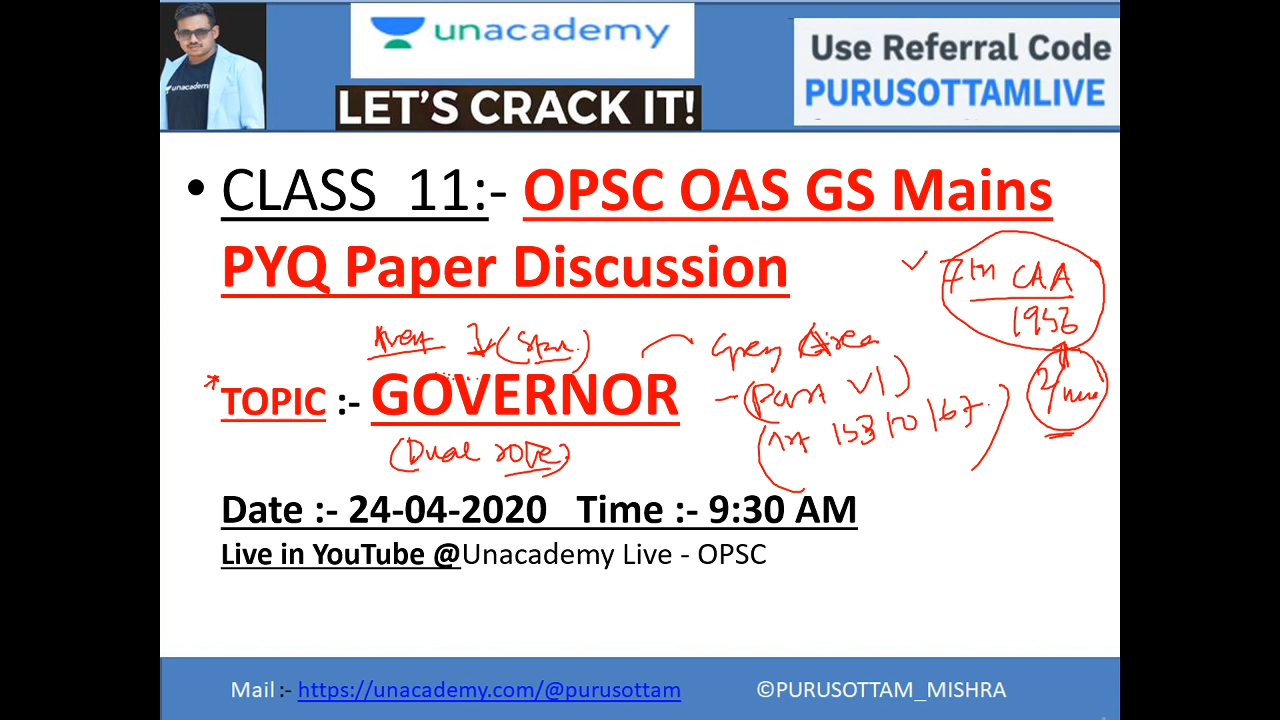 unacademy
unacademy
LET'S CRACK IT!
Use Referral Code
PURUSOTTAMLIVE
• CLASS 11:- OPSC OAS GS Mains
PYQ Paper Discussion
7th CAA
1956
Grey Area
*TOPIC :- GOVERNOR
(Part VI)
(Art 153 to 167)
(Dual role)
Date :- 24-04-2020 Time :- 9:30 AM
Live in YouTube @Unacademy Live - OPSC
Mail :- https://unacademy.com/@purusottam
©PURUSOTTAM_MISHRA